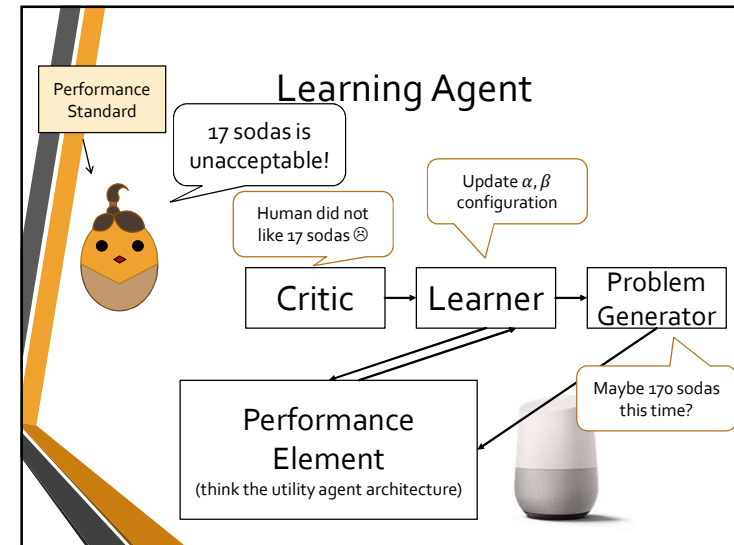 Learning Agent
Performance
Standard
17 sodas is
unacceptable!
Human did not
like 17 sodas ☹
Update α, β
configuration
Critic
Learner
Problem
Generator
Maybe 170 sodas
this time?
Performance
Element
(think the utility agent architecture)